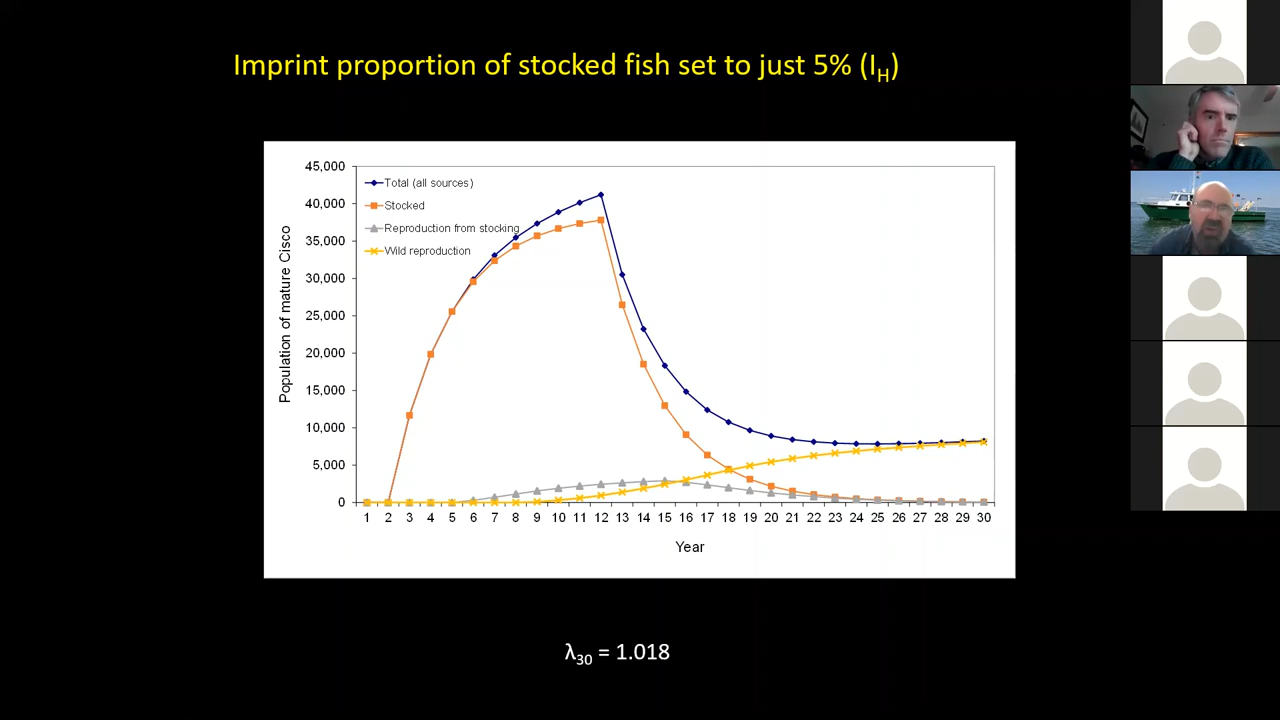 Imprint proportion of stocked fish set to just 5% (I_H)
Population of mature Cisco
45,000
40,000
35,000
30,000
25,000
20,000
15,000
10,000
5,000
0
Total (all sources)
Stocked
Reproduction from stocking
Wild reproduction
1 2 3 4 5 6 7 8 9 10 11 12 13 14 15 16 17 18 19 20 21 22 23 24 25 26 27 28 29 30
Year
λ30 = 1.018